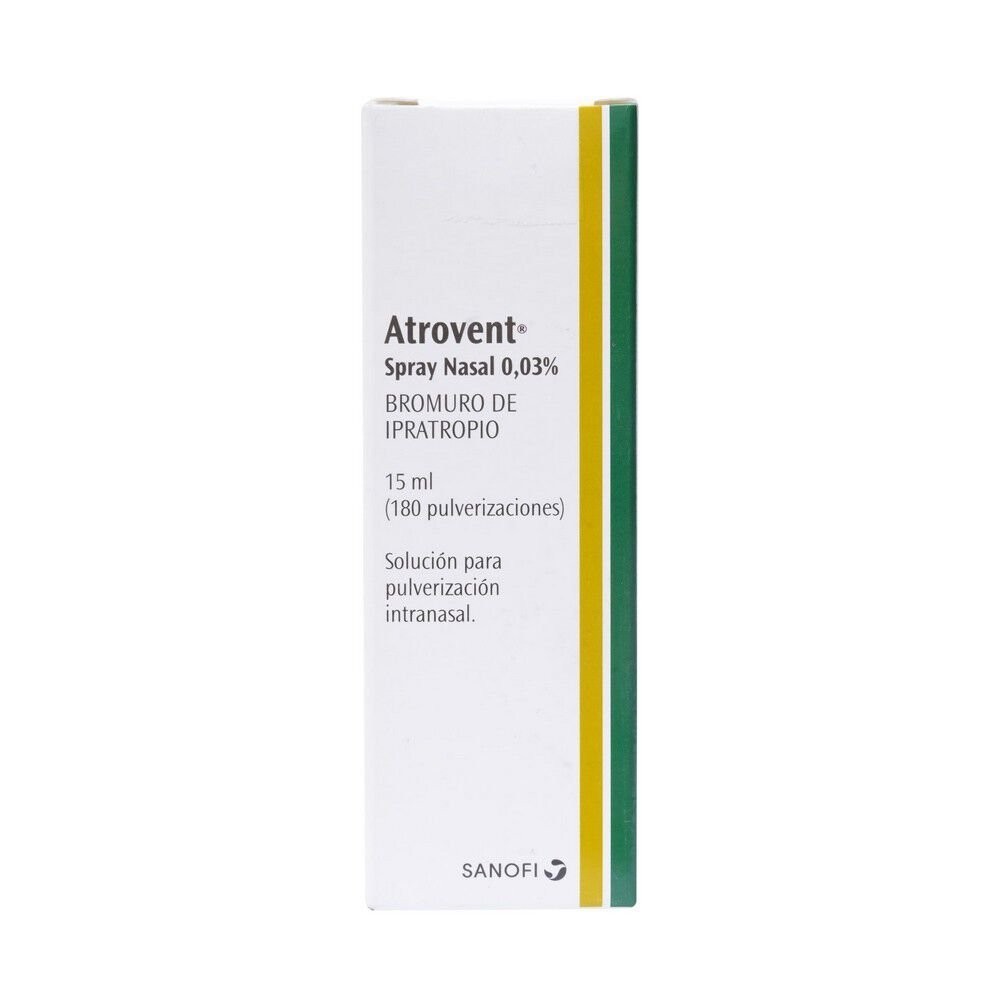 Atrovent®
Spray Nasal 0,03%
BROMURO DE
IPRATROPIO
15 ml
(180 pulverizaciones)
Solución para
pulverización
intranasal.
SANOFI